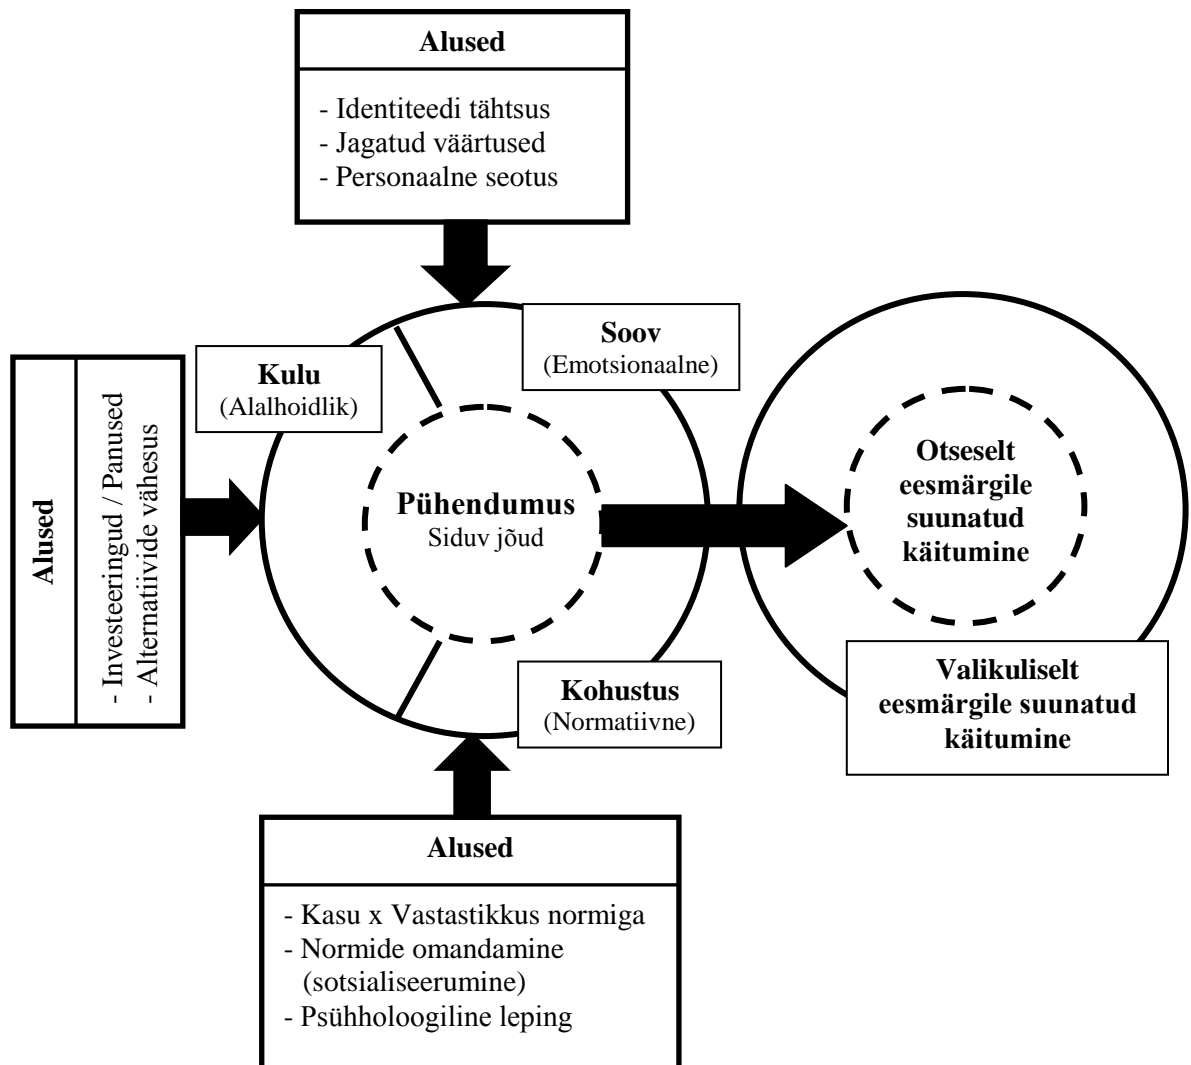 Alused
- Identiteedi tähtsus
- Jagatud väärtused
- Personaalne seotus
Soov
(Emotsionaalne)
Kulu
(Alalhoidlik)
Alused
- Investeeringud / Panused
- Alternatiivide vähesus
Pühendumus
Siduv jõud
Otseselt
eesmärgile
suunatud
käitumine
Kohustus
(Normatiivne)
Valikuliselt
eesmärgile suunatud
käitumine
Alused
- Kasu x Vastastikkus normiga
- Normide omandamine
(sotsialiseerumine)
- Psühholoogiline leping